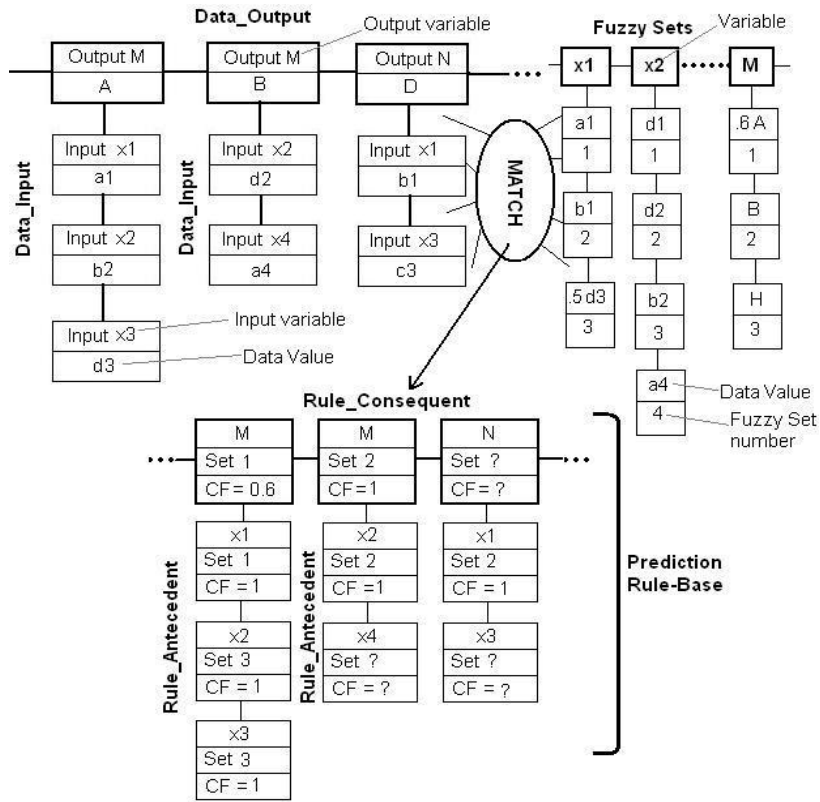 Data_Output
Output variable
Fuzzy Sets
Variable
Output M
A
Output M
B
Output N
D
...
x1
x2
......
M
Data_Input
Input x1
a1
Input x2
b2
Input x3
d3
Input variable
Data Value
Data_Input
Input x2
d2
Input x4
a4
Input x1
b1
Input x3
c3
MATCH
a1
1
b1
2
.5 d3
3
d1
1
d2
2
b2
3
a4
4
.6 A
1
B
2
H
3
Data Value
Fuzzy Set
number
Rule_Consequent
...
M
Set 1
CF= 0.6
M
Set 2
CF=1
N
Set ?
CF= ?
...
Rule_Antecedent
x1
Set 1
CF =1
x2
Set 3
CF = 1
x3
Set 3
CF = 1
Rule_Antecedent
x2
Set 2
CF =1
x4
Set ?
CF = ?
x1
Set 2
CF = 1
x3
Set ?
CF = ?
Prediction
Rule-Base